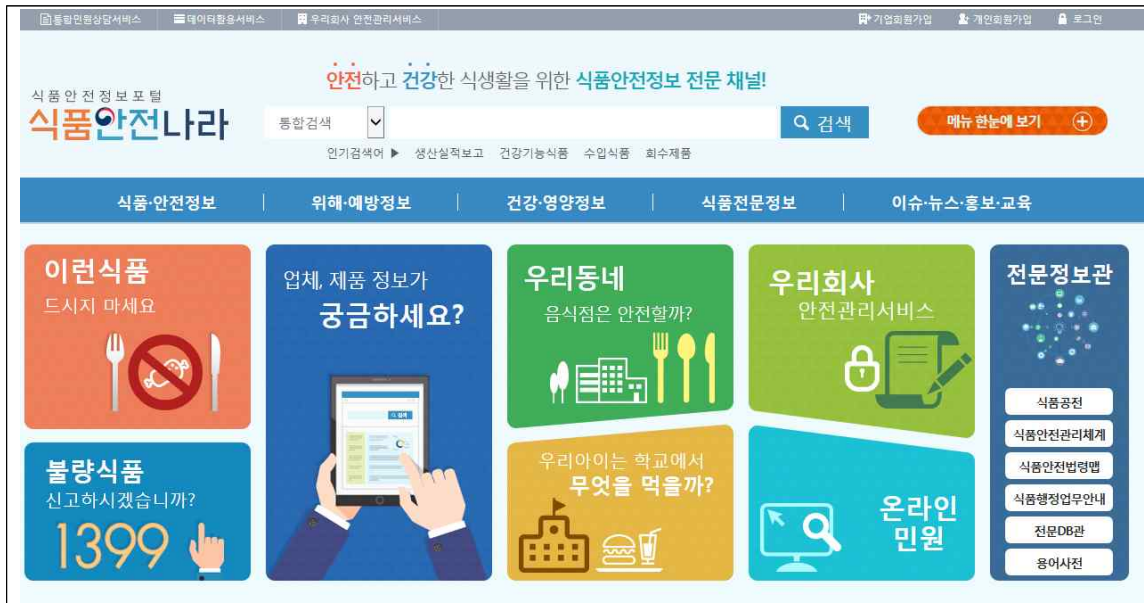 통합민원상담서비스
데이터활용서비스
우리회사 안전관리서비스
기업회원가입
개인회원가입
로그인
안전하고 건강한 식생활을 위한 식품안전정보 전문 채널!
식품안전정보포털
식품안전나라
통합검색
검색
메뉴 한눈에 보기
인기검색어 ▶ 생산실적보고 건강기능식품 수입식품 회수제품
식품·안전정보
위해·예방정보
건강·영양정보
식품전문정보
이슈·뉴스·홍보·교육
이런식품
드시지 마세요
불량식품
신고하시겠습니까?
1399
업체, 제품 정보가
궁금하세요?
검색
우리동네
음식점은 안전할까?
우리아이는 학교에서
무엇을 먹을까?
우리회사
안전관리서비스
온라인
민원
전문정보관
식품공전
식품안전관리체계
식품안전법령맵
식품행정업무안내
전문DB관
용어사전